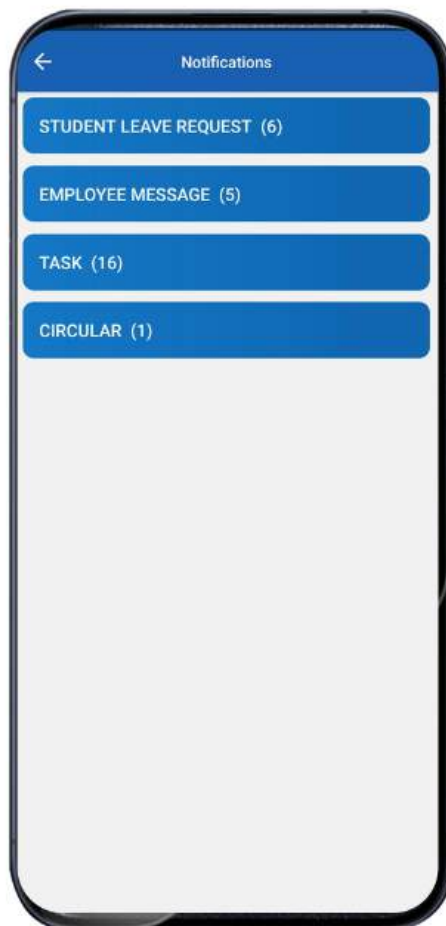 Notifications
STUDENT LEAVE REQUEST (6)
EMPLOYEE MESSAGE (5)
TASK (16)
CIRCULAR (1)